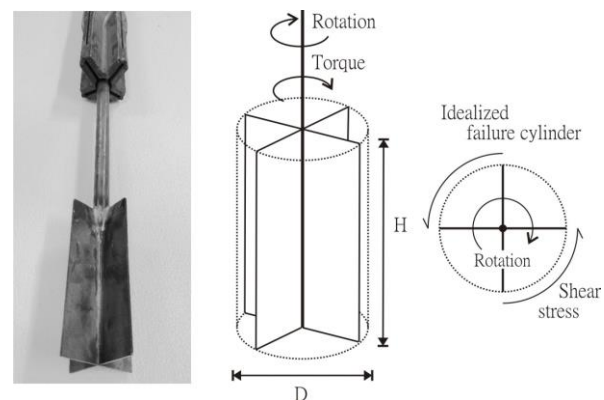 Rotation
Torque
H
D
Idealized
failure cylinder
Rotation
Shear
stress